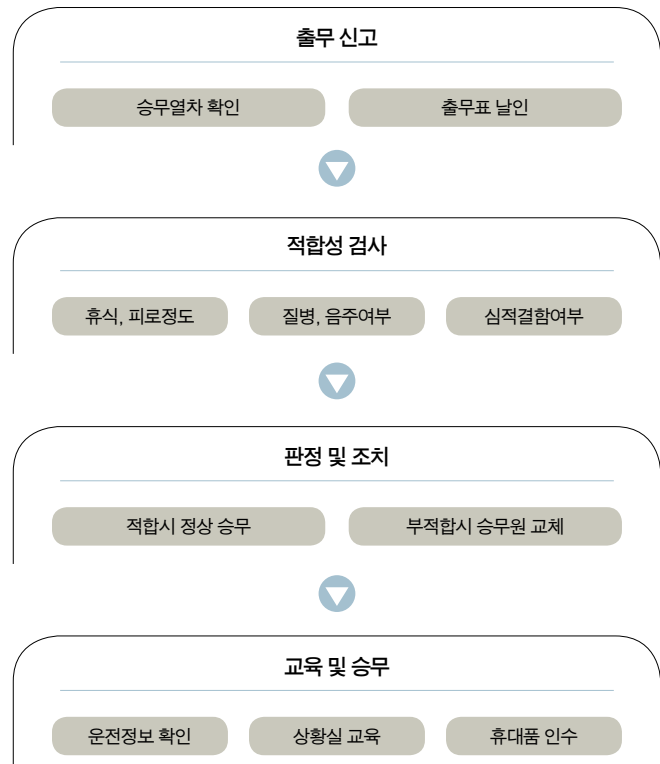 출무 신고
승무열차 확인 출무표 날인
적합성 검사
휴식, 피로정도 질병, 음주여부 심적결함여부
판정 및 조치
적합시 정상 승무 부적합시 승무원 교체
교육 및 승무
운전정보 확인 상황실 교육 휴대품 인수